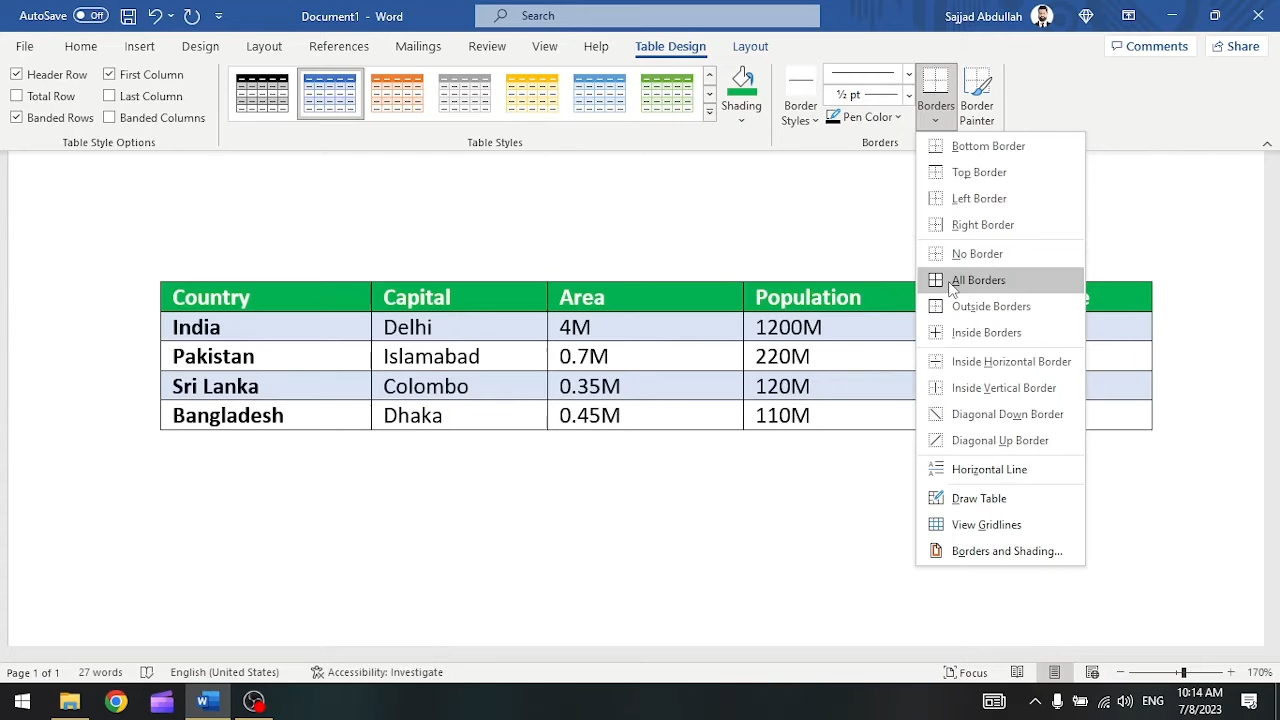 AutoSave Off
Document1 - Word
Search
Sajjad Abdullah
File Home Insert Design Layout References Mailings Review View Help Table Design Layout
Comments Share
Header Row First Column
Total Row Last Column
Banded Rows Banded Columns
Table Style Options
Table Styles
Shading
Border
Styles
½ pt
Pen Color
Borders
Border
Painter
Borders
Bottom Border
Top Border
Left Border
Right Border
No Border
All Borders
Outside Borders
Inside Borders
Inside Horizontal Border
Inside Vertical Border
Diagonal Down Border
Diagonal Up Border
Horizontal Line
Draw Table
View Gridlines
Borders and Shading...
Country Capital Area Population
India Delhi 4M 1200M
Pakistan Islamabad 0.7M 220M
Sri Lanka Colombo 0.35M 120M
Bangladesh Dhaka 0.45M 110M
Page 1 of 1 27 words English (United States) Accessibility: Investigate Focus 170%
ENG
10:14 AM
7/8/2023